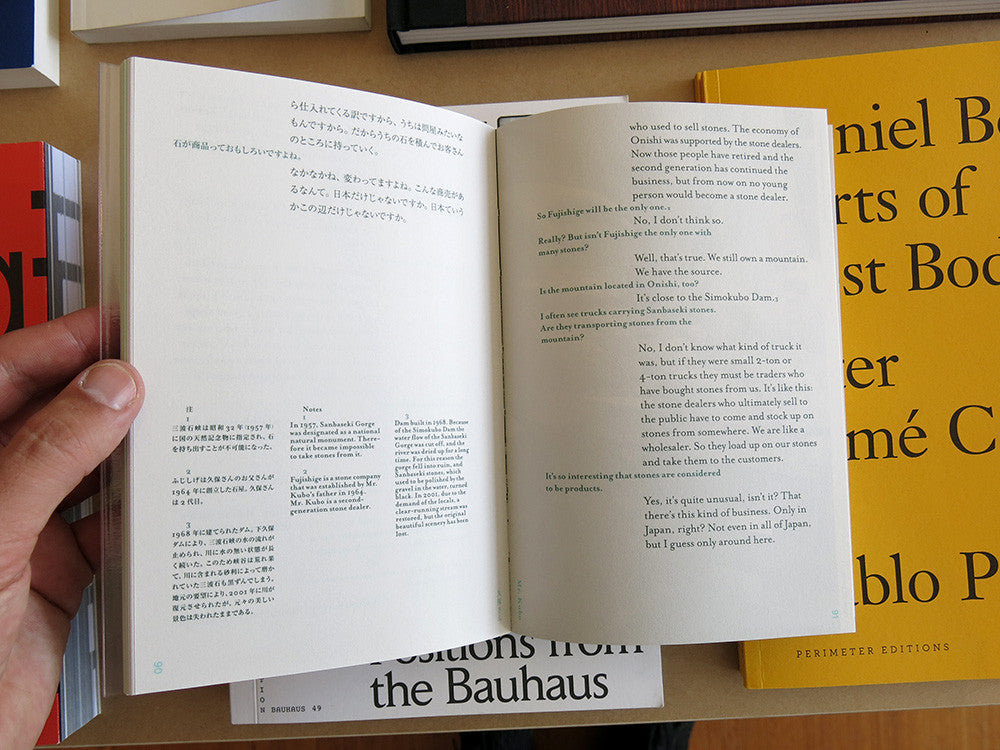 ら仕入れてくる訳ですから、うちは問屋みたいな
もんですから。だからうちの石を積んでお客さん
のところに持っていく。
石が商品っておもしろいですよね。
なかなかね、変わってますよね。こんな商売があ
るなんて。日本だけじゃないですか。日本ていう
かこの辺だけじゃないですか。
注
1
三波石峡は昭和 32 年(1957 年)
に国の天然記念物に指定され、石
を持ち出すことが不可能になった。
2
ふじしげは久保さんのお父さんが
1964 年に創立した石屋。久保さん
は 2 代目。
3
1968 年に建てられたダム。下久保
ダムにより、三波石峡の水の流れが
止められ、川に水の無い状態が長
く続いた。このため峡谷は荒れ果
て、川に含まれる砂利によって磨か
れていた三波石も黒ずんでしまう。
地元の要望により、2001 年に川が
復元させられたが、元々の美しい
景色は失われたままである。
Notes
1
In 1957, Sanbaseki Gorge
was designated as a national
natural monument. There-
fore it became impossible
to take stones from it.
2
Fujishige is a stone company
that was established by Mr.
Kubo's father in 1964.
Mr. Kubo is a second-
generation stone dealer.
3
Dam built in 1968. Because
of the Simokubo Dam the
water flow of the Sanbaseki
Gorge was cut off, and the
river was dried up for a long
time. For this reason the
gorge fell into ruin, and
Sanbaseki stones, which
used to be polished by the
gravel in the water, turned
black. In 2001, due to the
demand of the locals, a
clear-running stream was
restored, but the original
beautiful scenery has been
lost.
90
who used to sell stones. The economy of
Onishi was supported by the stone dealers.
Now those people have retired and the
second generation has continued the
business, but from now on no young
person would become a stone dealer.
So Fujishige will be the only one.2
No, I don't think so.
Really? But isn't Fujishige the only one with
many stones?
Well, that's true. We still own a mountain.
We have the source.
Is the mountain located in Onishi, too?
It's close to the Simokubo Dam.3
I often see trucks carrying Sanbaseki stones.
Are they transporting stones from the
mountain?
No, I don't know what kind of truck it
was, but if they were small 2-ton or
4-ton trucks they must be traders who
have bought stones from us. It's like this:
the stone dealers who ultimately sell to
the public have to come and stock up on
stones from somewhere. We are like a
wholesaler. So they load up on our stones
and take them to the customers.
It's so interesting that stones are considered
to be products.
Yes, it's quite unusual, isn't it? That
there's this kind of business. Only in
Japan, right? Not even in all of Japan,
but I guess only around here.
Mr. Kubo
91
Positions from
the Bauhaus
TION BAUHAUS 49
niel B
rts of
st Bod
ter
mé C
ablo P
PERIMETER EDITIONS